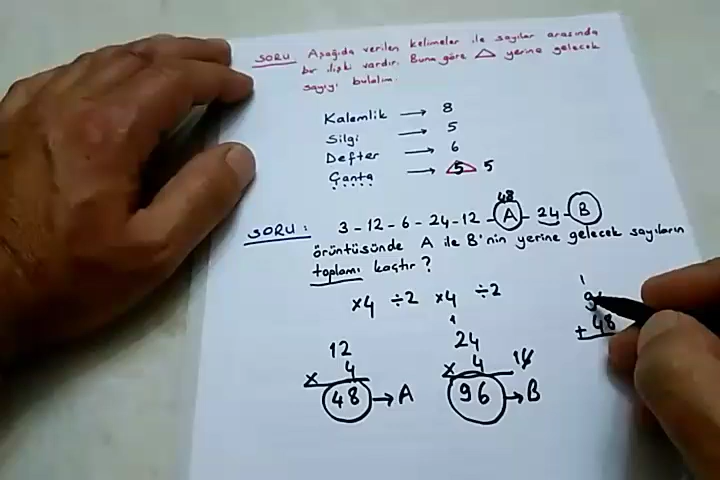 SORU: Aşağıda verilen kelimeler ile sayılar arasında
bir ilişki vardır. Buna göre △ yerine gelecek
sayıyı bulalım.
Kalemlik → 8
Silgi → 5
Defter → 6
Çanta → 5 5
48
SORU: 3-12-6-24-12-A-24-B
örüntüsünde A ile B'nin yerine gelecek sayıların
toplamı kaçtır?
×4 ÷2 ×4 ÷2
12
× 4
48 → A
1
24
× 4
96 → B
1
+ 48